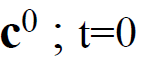 c⁰ ; t=0